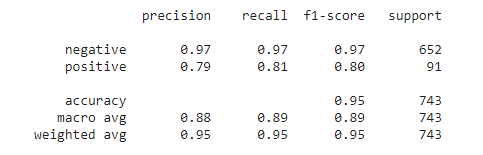 precision recall f1-score support
negative 0.97 0.97 0.97 652
positive 0.79 0.81 0.80 91
accuracy 0.95 743
macro avg 0.88 0.89 0.89 743
weighted avg 0.95 0.95 0.95 743